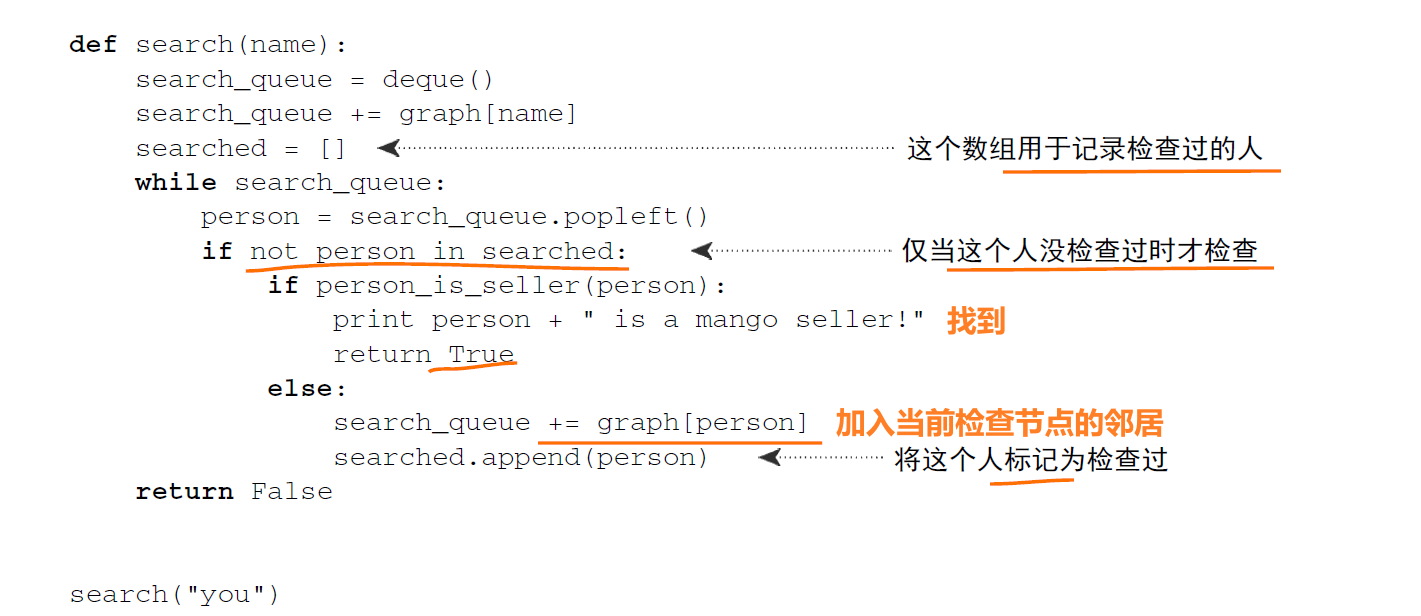 def search(name):
search_queue = deque()
search_queue += graph[name]
searched = [] 这个数组用于记录检查过的人
while search_queue:
person = search_queue.popleft()
if not person in searched: 仅当这个人没检查过时才检查
if person_is_seller(person):
print person + " is a mango seller!" 找到
return True
else:
search_queue += graph[person] 加入当前检查节点的邻居
searched.append(person) 将这个人标记为检查过
return False
search("you")